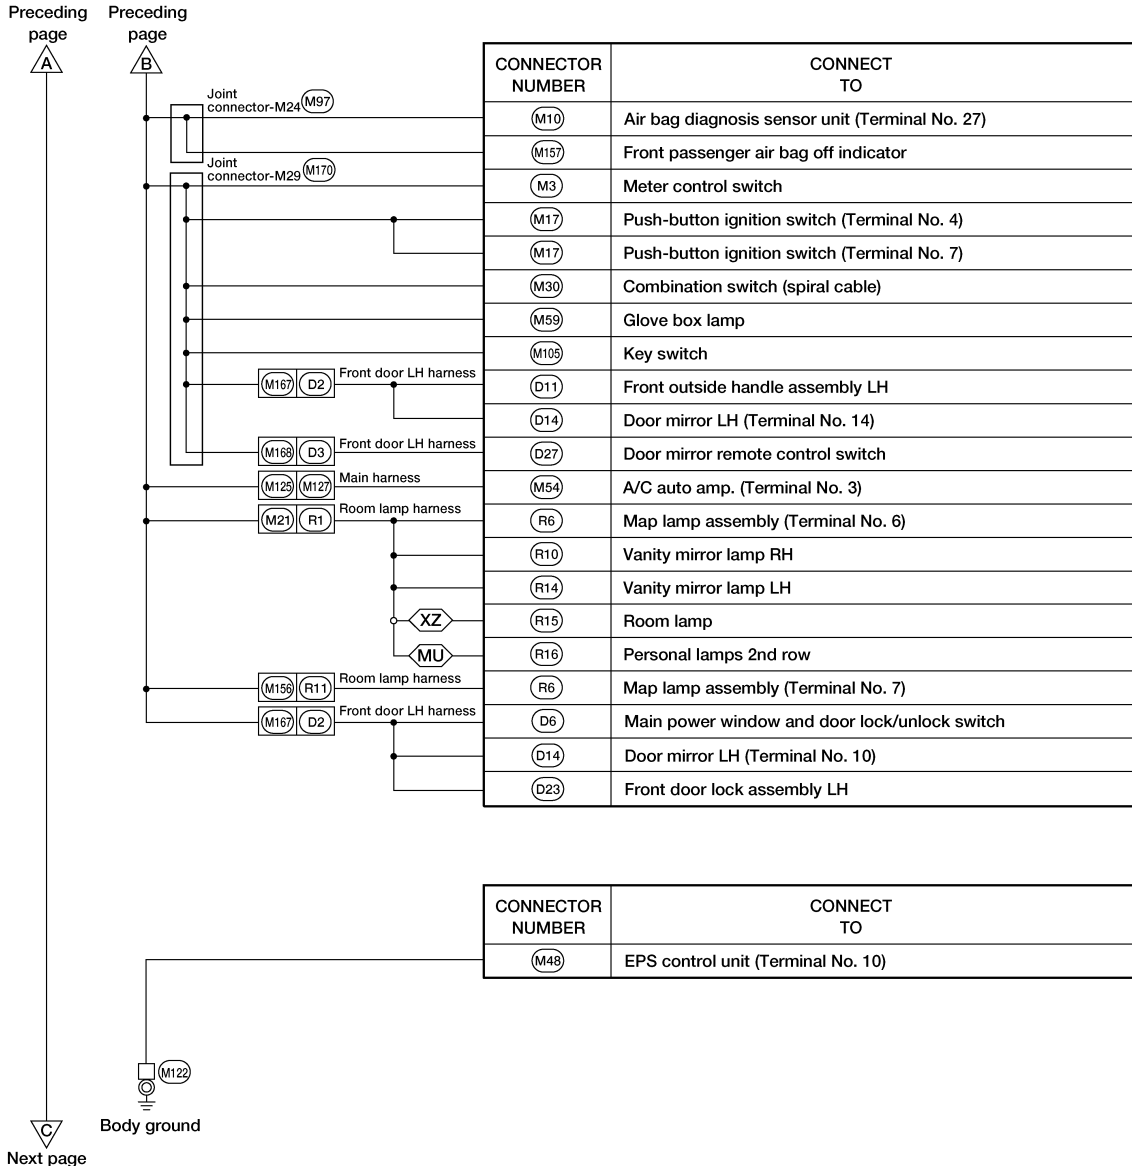 Preceding
page
A
Preceding
page
B
CONNECTOR
NUMBER
CONNECT
TO
Joint
connector-M24 M97
M10 Air bag diagnosis sensor unit (Terminal No. 27)
M157 Front passenger air bag off indicator
Joint
connector-M29 M170
M3 Meter control switch
M17 Push-button ignition switch (Terminal No. 4)
M17 Push-button ignition switch (Terminal No. 7)
M30 Combination switch (spiral cable)
M59 Glove box lamp
M105 Key switch
M167 D2 Front door LH harness D11 Front outside handle assembly LH
D14 Door mirror LH (Terminal No. 14)
M168 D3 Front door LH harness D27 Door mirror remote control switch
M125 M127 Main harness M54 A/C auto amp. (Terminal No. 3)
M21 R1 Room lamp harness R6 Map lamp assembly (Terminal No. 6)
R10 Vanity mirror lamp RH
R14 Vanity mirror lamp LH
XZ R15 Room lamp
MU R16 Personal lamps 2nd row
M156 R11 Room lamp harness R6 Map lamp assembly (Terminal No. 7)
M167 D2 Front door LH harness D6 Main power window and door lock/unlock switch
D14 Door mirror LH (Terminal No. 10)
D23 Front door lock assembly LH
CONNECTOR
NUMBER
CONNECT
TO
M48 EPS control unit (Terminal No. 10)
M122
Body ground
C
Next page